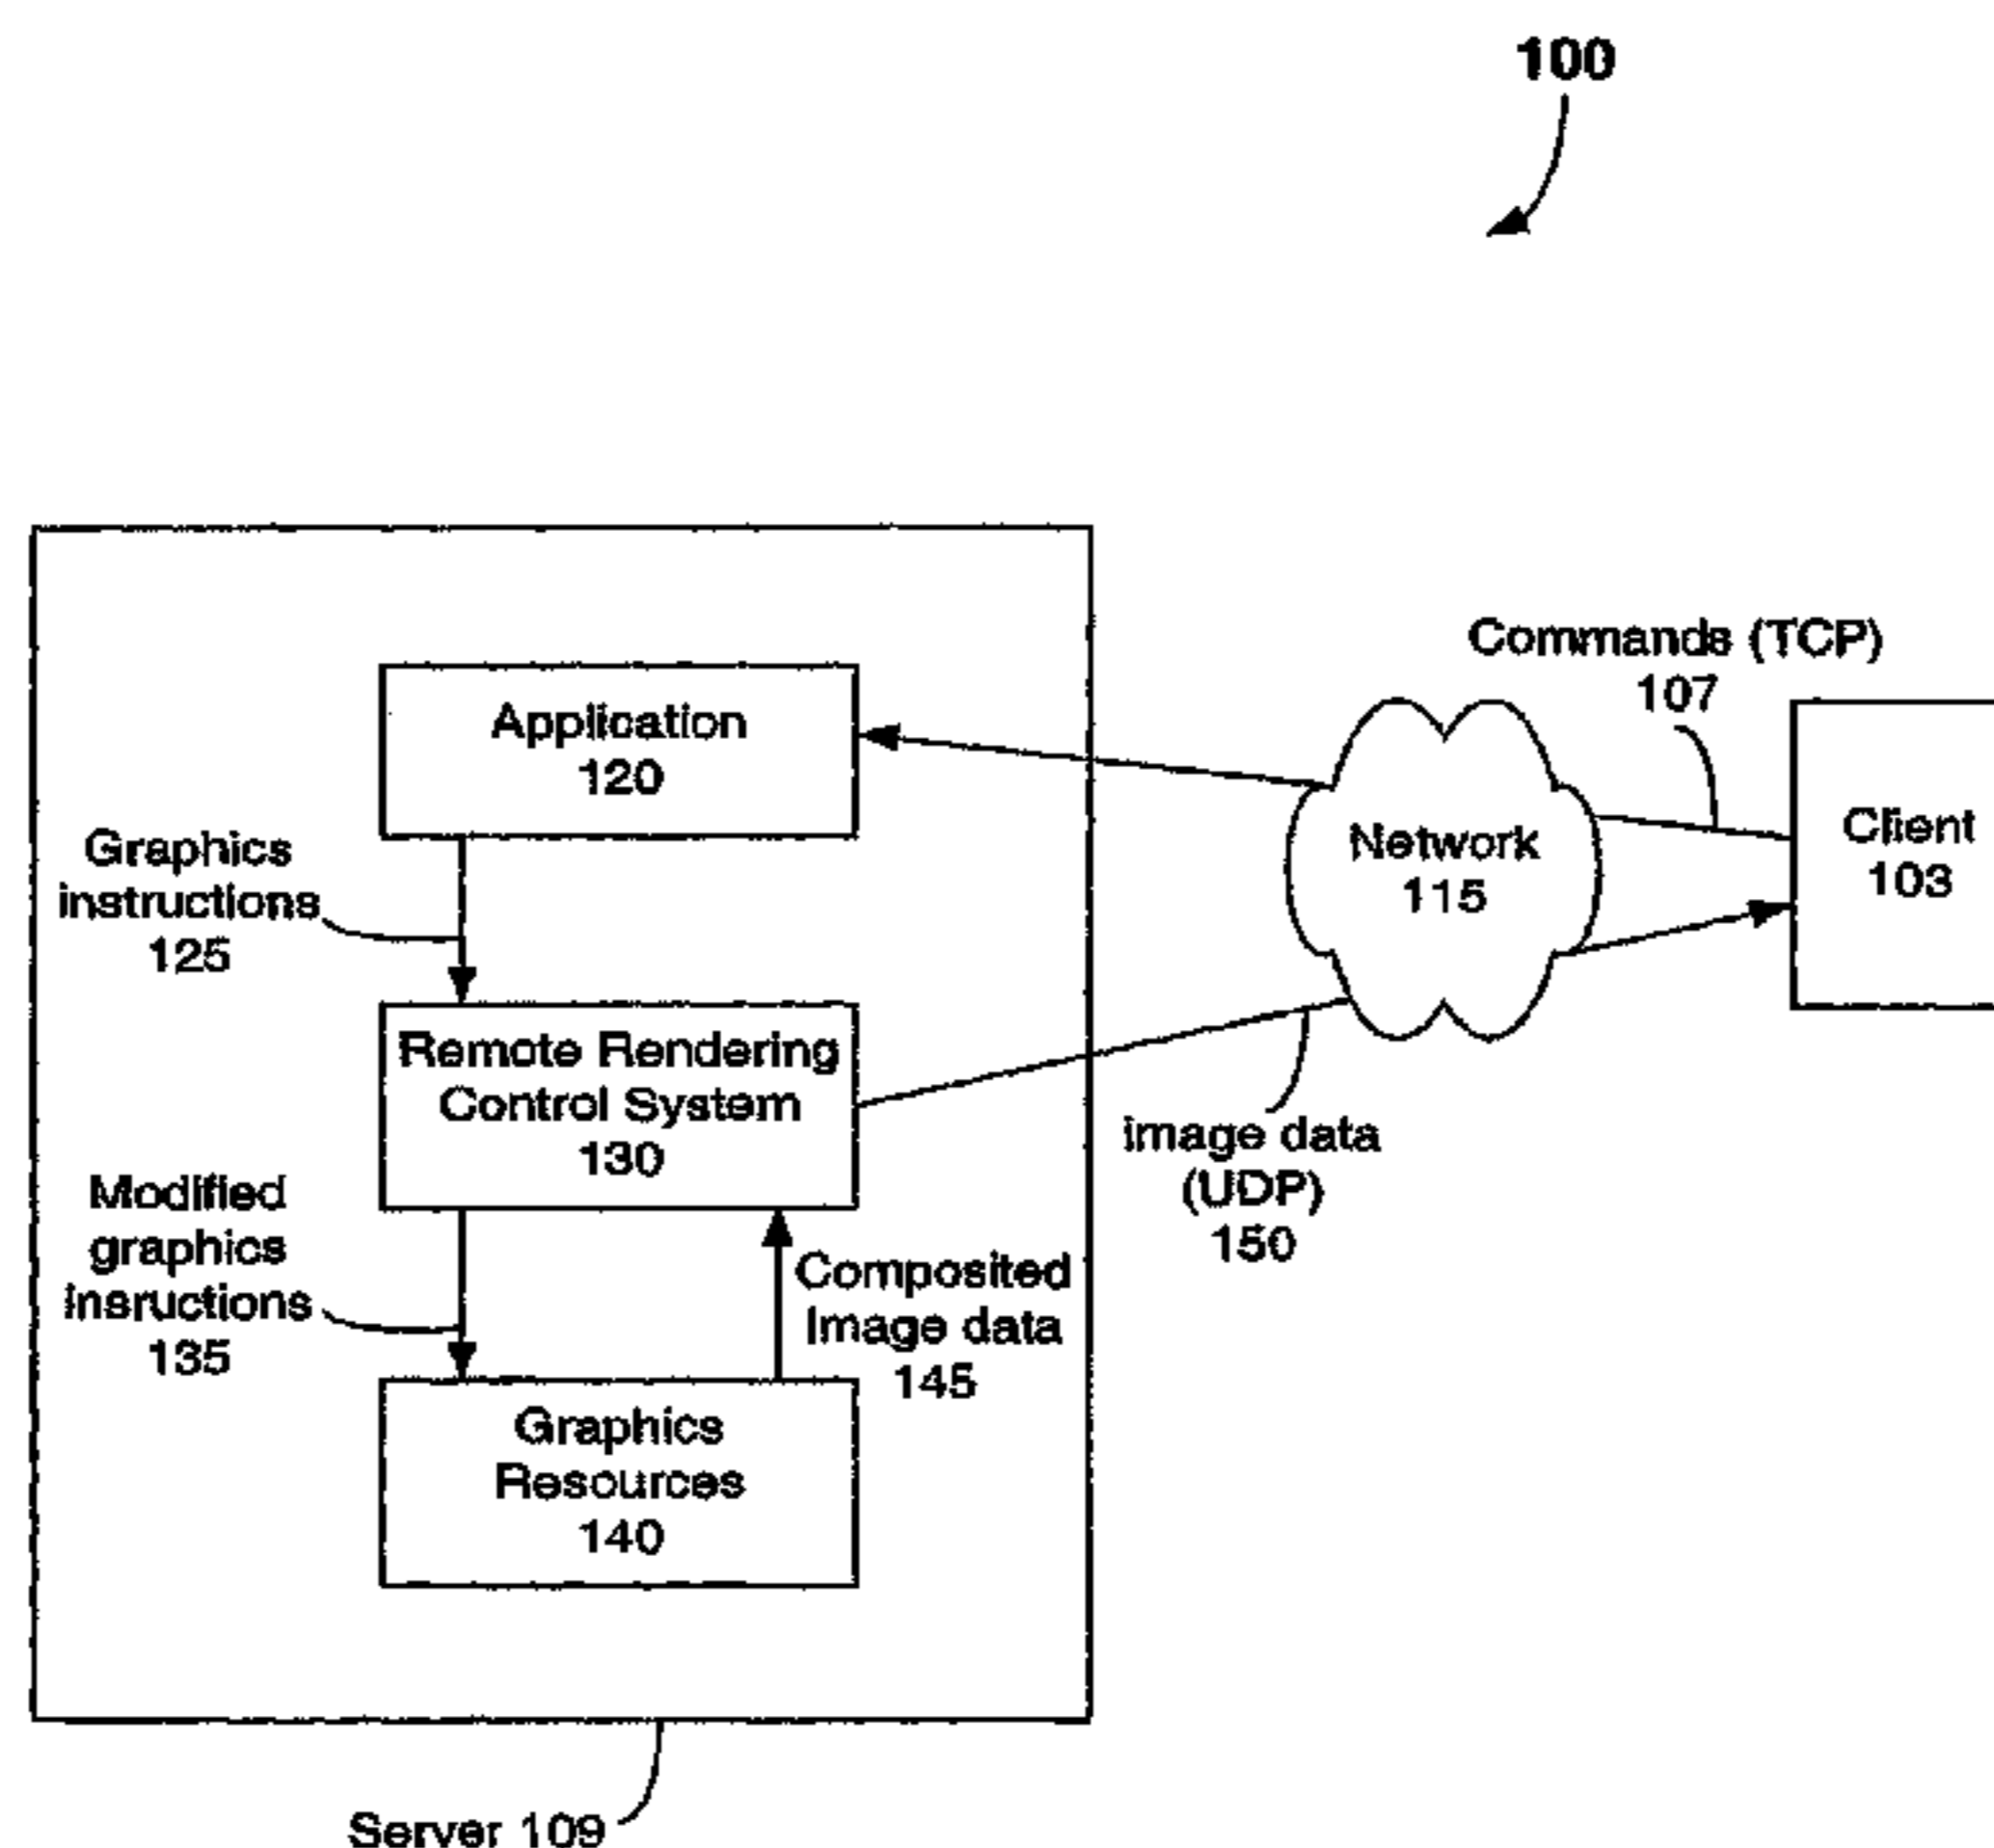 100
Commands (TCP)
107
Application
120
Network
115
Client
103
Graphics
instructions
125
Remote Rendering
Control System
130
image data
(UDP)
150
Modified
graphics
Insructions
135
Composited
Image data
145
Graphics
Resources
140
Server 109